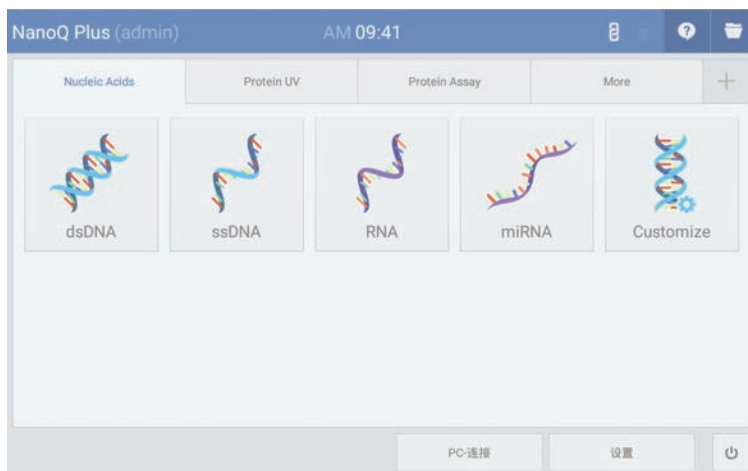 NanoQ Plus (admin) AM 09:41
Nucleic Acids Protein UV Protein Assay More
dsDNA ssDNA RNA miRNA Customize
PC-连接 设置